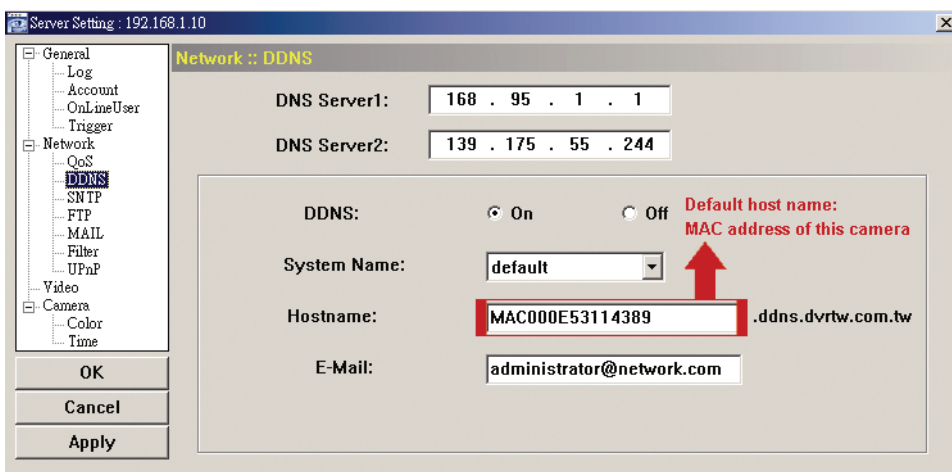 Server Setting : 192.168.1.10
General
Log
Account
OnLineUser
Trigger
Network
QoS
DDNS
SNTP
FTP
MAIL
Filter
UPnP
Video
Camera
Color
Time
OK
Cancel
Apply
Network :: DDNS
DNS Server1: 168 . 95 . 1 . 1
DNS Server2: 139 . 175 . 55 . 244
DDNS: On Off
Default host name:
MAC address of this camera
System Name: default
Hostname: MAC000E53114389 .ddns.dvrtw.com.tw
E-Mail: administrator@network.com